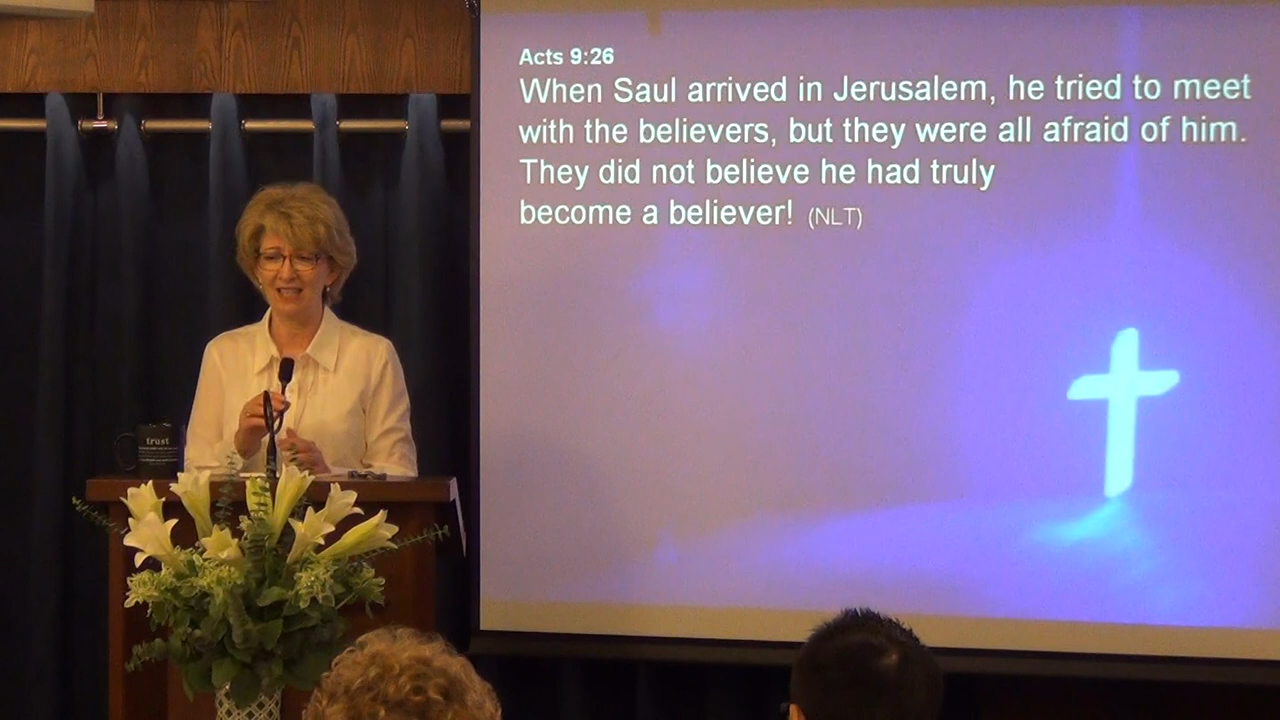 Acts 9:26
When Saul arrived in Jerusalem, he tried to meet
with the believers, but they were all afraid of him.
They did not believe he had truly
become a believer! (NLT)
trust